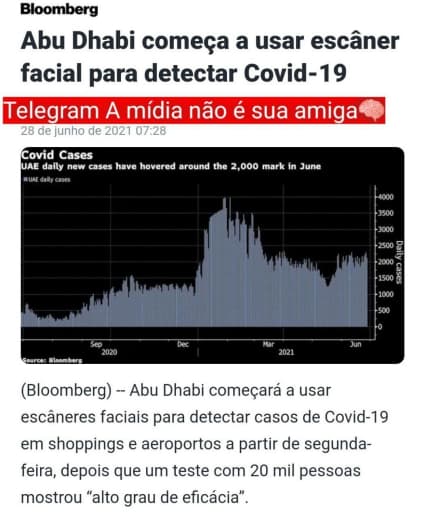 Bloomberg
Abu Dhabi começa a usar escâner
facial para detectar Covid-19
Telegram A mídia não é sua amiga🧠
28 de junho de 2021 07:28
Covid Cases
UAE daily new cases have hovered around the 2,000 mark in June
UAE daily cases
4000
3500
3000
2500
2000
1500
1000
500
0
Daily cases
Sep
Dec
Mar
Jun
2020
2021
Source: Bloomberg
(Bloomberg) -- Abu Dhabi começará a usar
escâneres faciais para detectar casos de Covid-19
em shoppings e aeroportos a partir de segunda-
feira, depois que um teste com 20 mil pessoas
mostrou “alto grau de eficácia”.